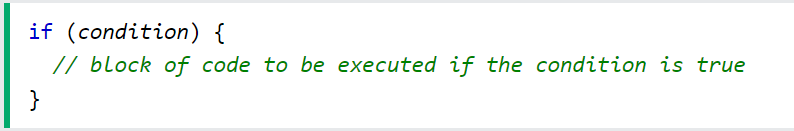 if (condition) {
  // block of code to be executed if the condition is true
}